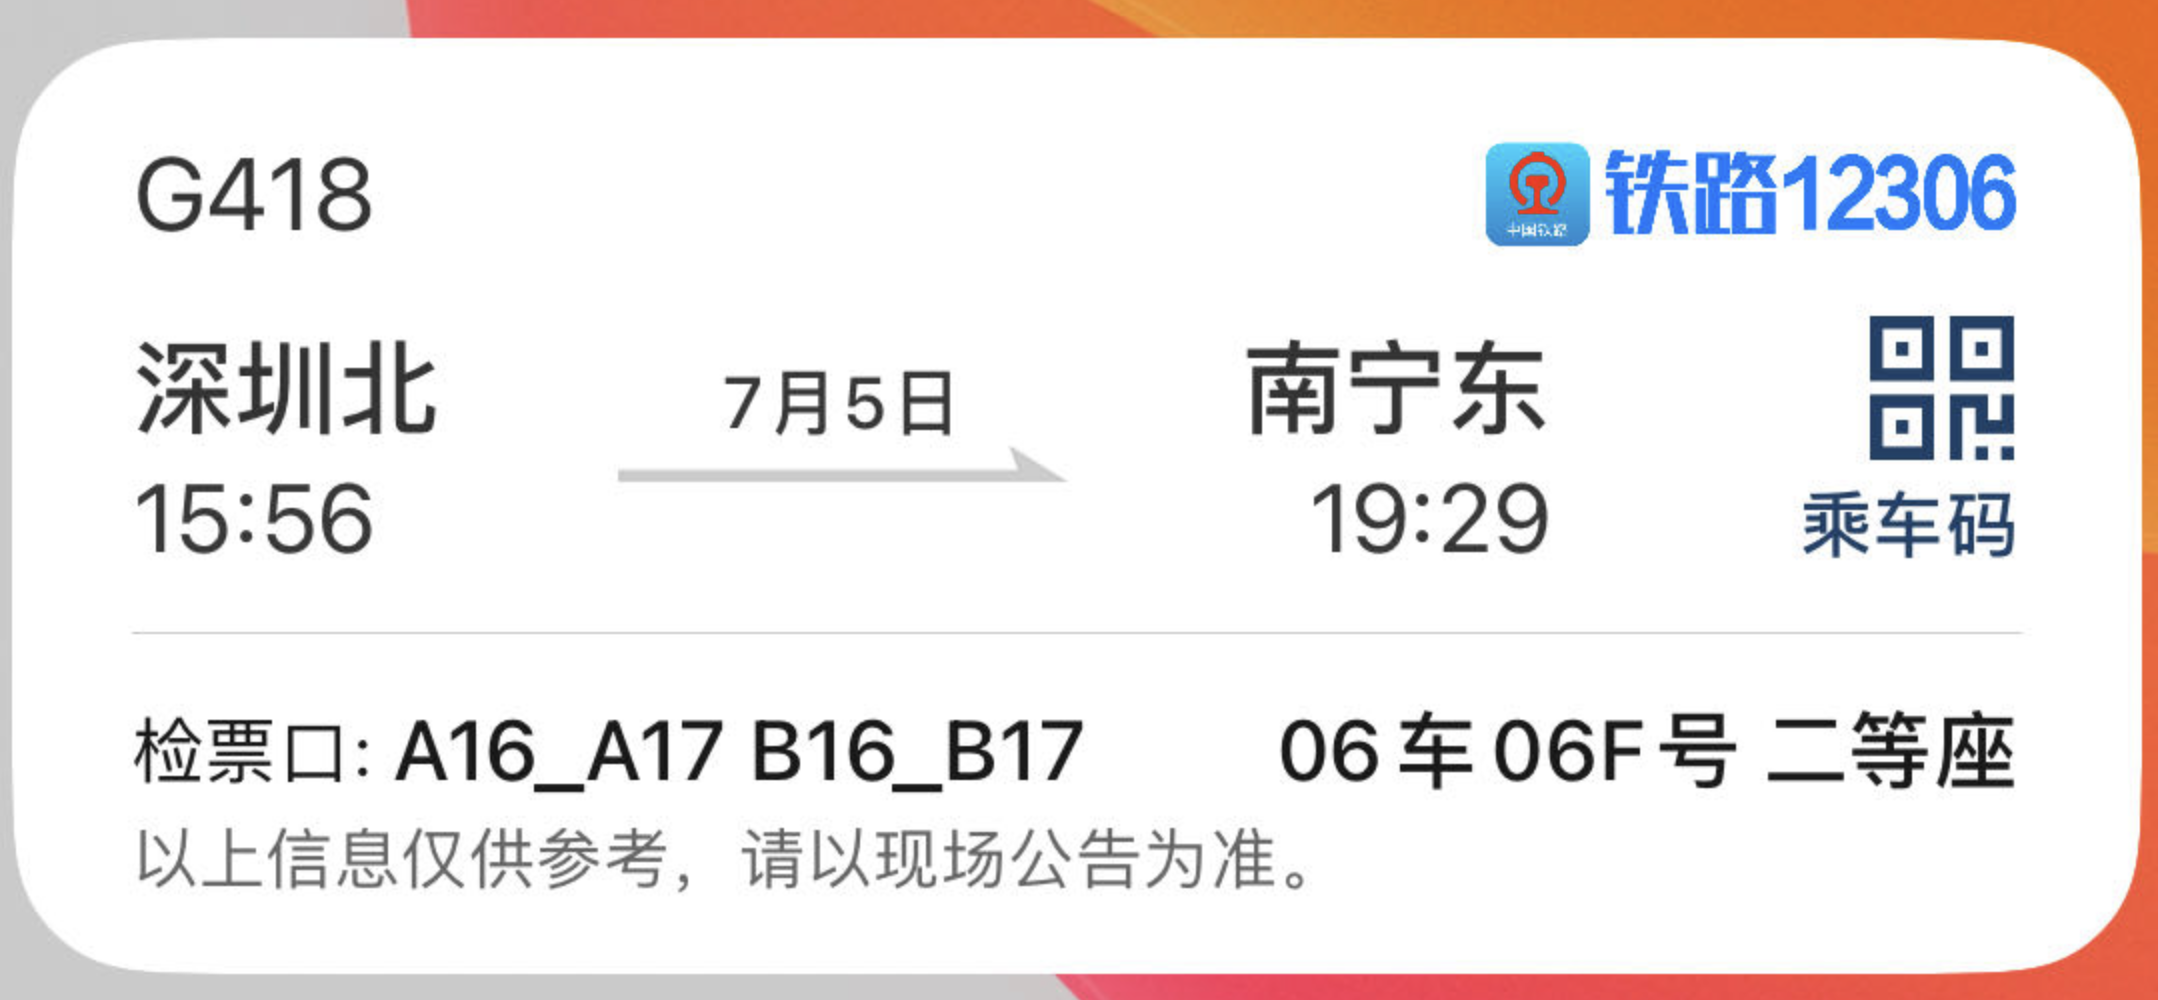 G418
中国铁路
铁路12306
深圳北
7月5日
南宁东
15:56
19:29
乘车码
检票口: A16_A17 B16_B17
06车06F号 二等座
以上信息仅供参考，请以现场公告为准。